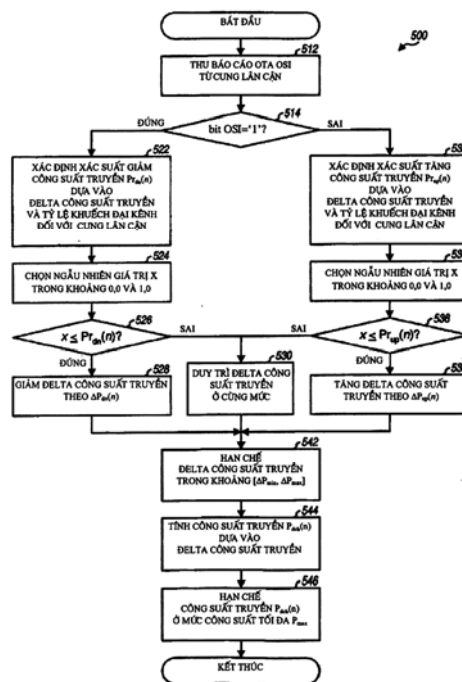 BẮT ĐẦU
500
512
THU BÁO CÁO OTA OSI
TỪ CUNG LÂN CẬN
514
bit OSI='1'?
ĐÚNG
SAI
522
XÁC ĐỊNH XÁC SUẤT GIẢM
CÔNG SUẤT TRUYỀN Prdn(n)
DỰA VÀO
DELTA CÔNG SUẤT TRUYỀN
VÀ TỶ LỆ KHUẾCH ĐẠI KÊNH
ĐỐI VỚI CUNG LÂN CẬN
53
XÁC ĐỊNH XÁC SUẤT TĂNG
CÔNG SUẤT TRUYỀN Prup(n)
DỰA VÀO
DELTA CÔNG SUẤT TRUYỀN
VÀ TỶ LỆ KHUẾCH ĐẠI KÊNH
ĐỐI VỚI CUNG LÂN CẬN
524
CHỌN NGẪU NHIÊN GIÁ TRỊ X
TRONG KHOẢNG 0,0 VÀ 1,0
53
CHỌN NGẪU NHIÊN GIÁ TRỊ X
TRONG KHOẢNG 0,0 VÀ 1,0
526
x ≤ Prdn(n)?
SAI
SAI
536
x ≤ Prup(n)?
ĐÚNG
ĐÚNG
528
GIẢM DELTA CÔNG SUẤT
TRUYỀN THEO ΔPdn(n)
530
DUY TRÌ DELTA CÔNG
SUẤT TRUYỀN
Ở CÙNG MỨC
53
TĂNG DELTA CÔNG SUẤT
TRUYỀN THEO ΔPup(n)
542
HẠN CHẾ
DELTA CÔNG SUẤT TRUYỀN
TRONG KHOẢNG [ΔPmin, ΔPmax]
544
TÍNH CÔNG SUẤT TRUYỀN Pdch(n)
DỰA VÀO
DELTA CÔNG SUẤT TRUYỀN
546
HẠN CHẾ
CÔNG SUẤT TRUYỀN Pdch(n)
Ở MỨC CÔNG SUẤT TỐI ĐA Pmax
KẾT THÚC